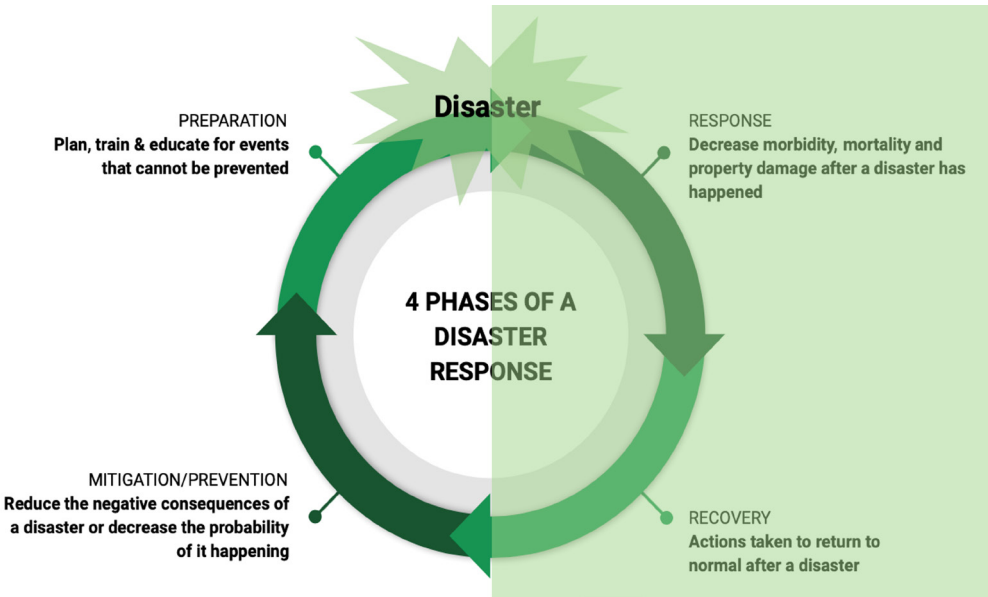 Disaster
PREPARATION
Plan, train & educate for events
that cannot be prevented
RESPONSE
Decrease morbidity, mortality and
property damage after a disaster has
happened
4 PHASES OF A
DISASTER
RESPONSE
MITIGATION/PREVENTION
Reduce the negative consequences of
a disaster or decrease the probability
of it happening
RECOVERY
Actions taken to return to
normal after a disaster